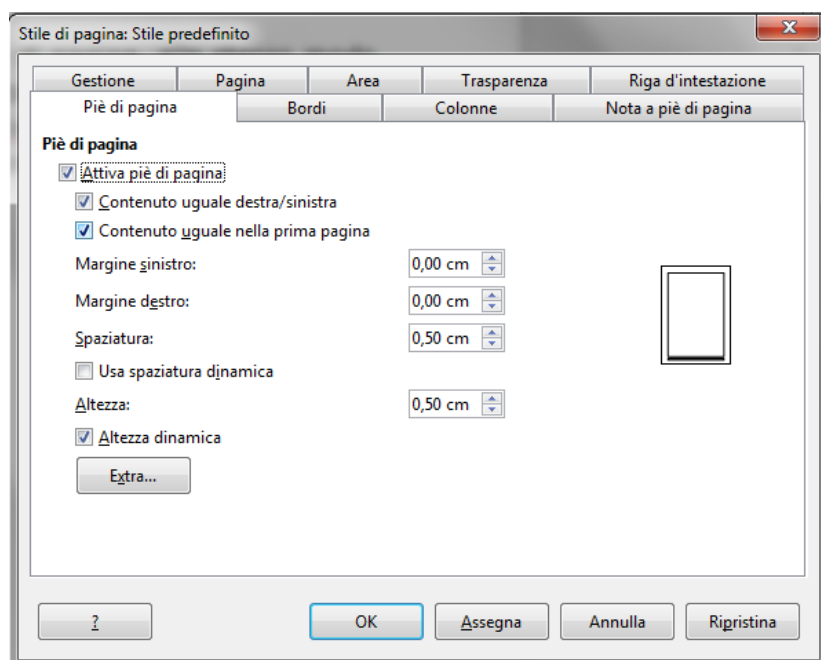 Stile di pagina: Stile predefinito
Gestione Pagina Area Trasparenza Riga d'intestazione
Piè di pagina Bordi Colonne Nota a piè di pagina
Piè di pagina
Attiva piè di pagina
Contenuto uguale destra/sinistra
Contenuto uguale nella prima pagina
Margine sinistro: 0,00 cm
Margine destro: 0,00 cm
Spaziatura: 0,50 cm
Usa spaziatura dinamica
Altezza: 0,50 cm
Altezza dinamica
Extra...
? OK Assegna Annulla Ripristina